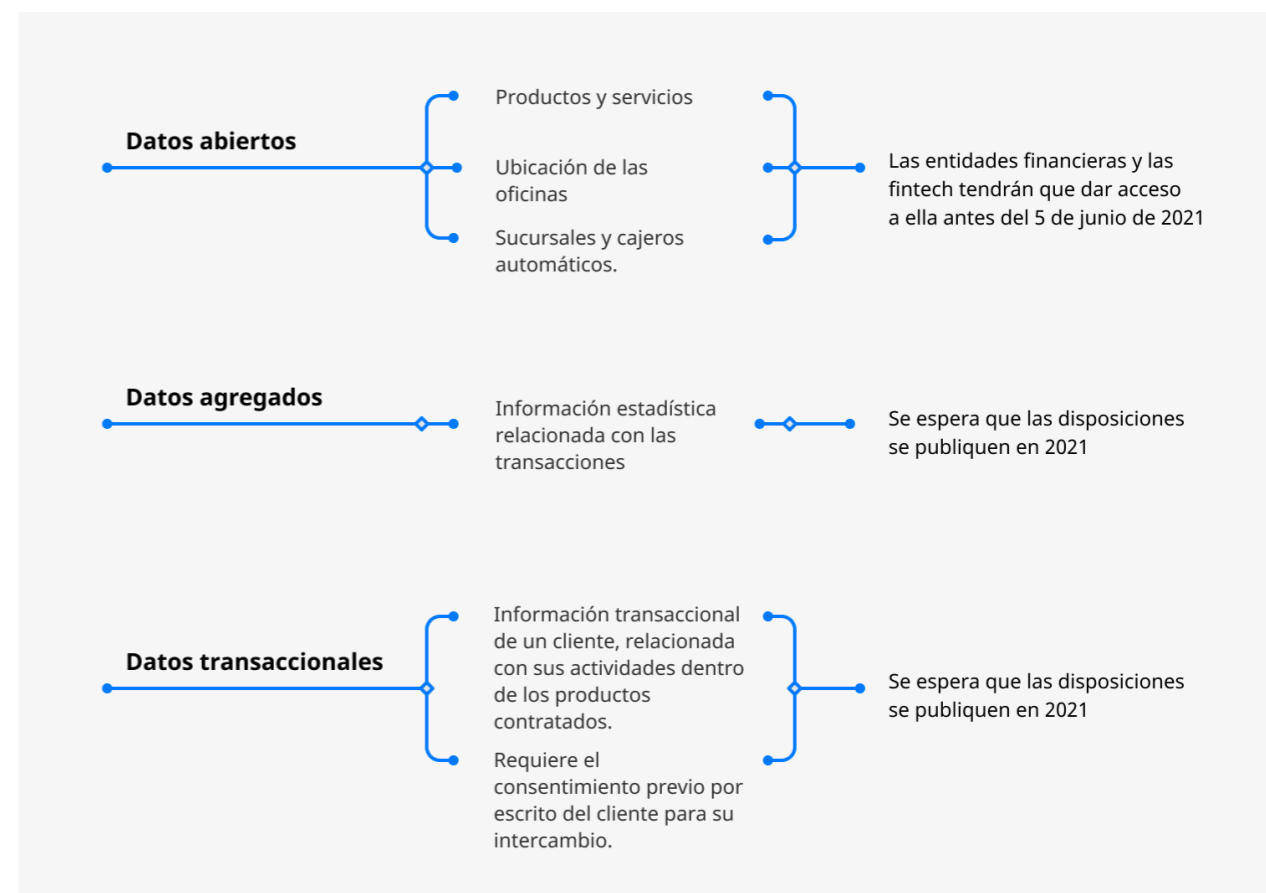 Datos abiertos
Productos y servicios
Ubicación de las
oficinas
Sucursales y cajeros
automáticos.
Las entidades financieras y las
fintech tendrán que dar acceso
a ella antes del 5 de junio de 2021
Datos agregados
Información estadística
relacionada con las
transacciones
Se espera que las disposiciones
se publiquen en 2021
Datos transaccionales
Información transaccional
de un cliente, relacionada
con sus actividades dentro
de los productos
contratados.
Requiere el
consentimiento previo por
escrito del cliente para su
intercambio.
Se espera que las disposiciones
se publiquen en 2021